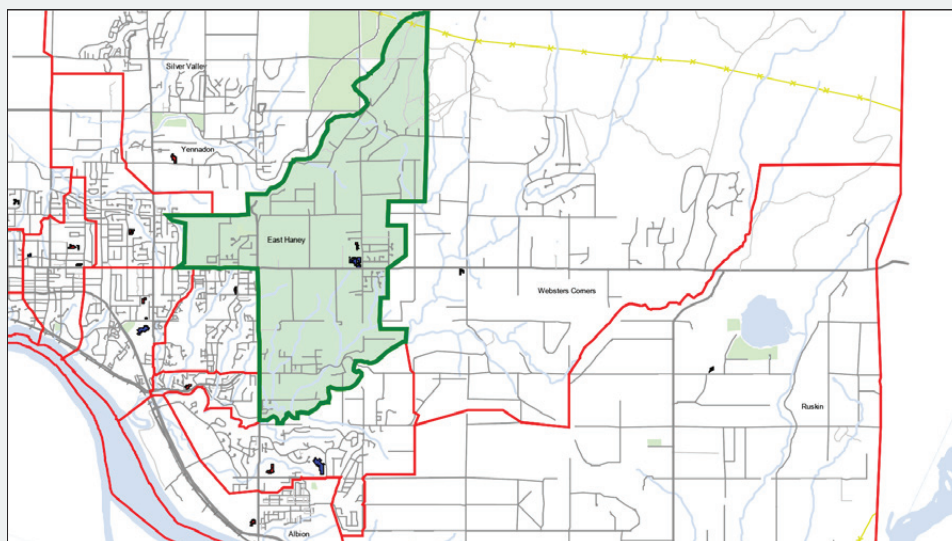 Silver Valley
Yennadon
East Haney
Websters Corners
Ruskin
Albion